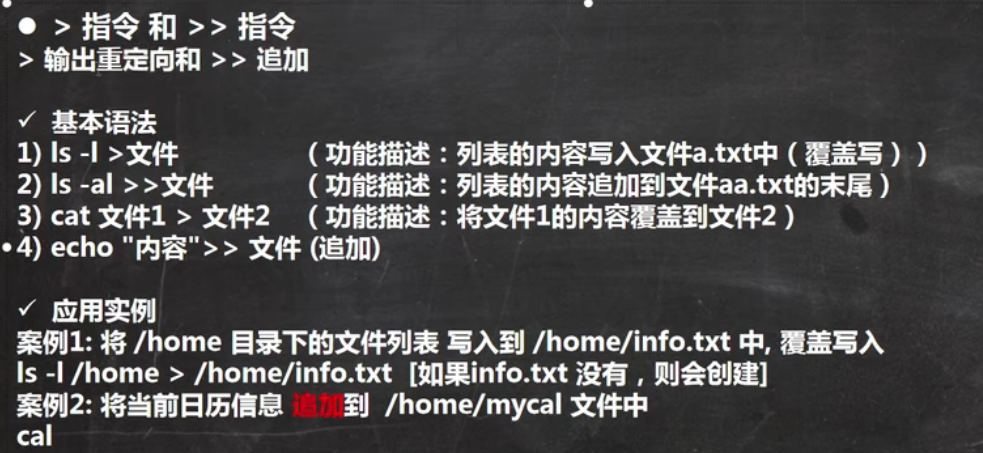 ● > 指令 和 >> 指令
> 输出重定向和 >> 追加
✓ 基本语法
1) ls -l >文件 （功能描述：列表的内容写入文件a.txt中（覆盖写））
2) ls -al >>文件 （功能描述：列表的内容追加到文件aa.txt的末尾）
3) cat 文件1 > 文件2 （功能描述：将文件1的内容覆盖到文件2）
•4) echo "内容">> 文件 (追加)
✓ 应用实例
案例1: 将 /home 目录下的文件列表 写入到 /home/info.txt 中, 覆盖写入
ls -l /home > /home/info.txt [如果info.txt 没有，则会创建]
案例2: 将当前日历信息 追加到 /home/mycal 文件中
cal